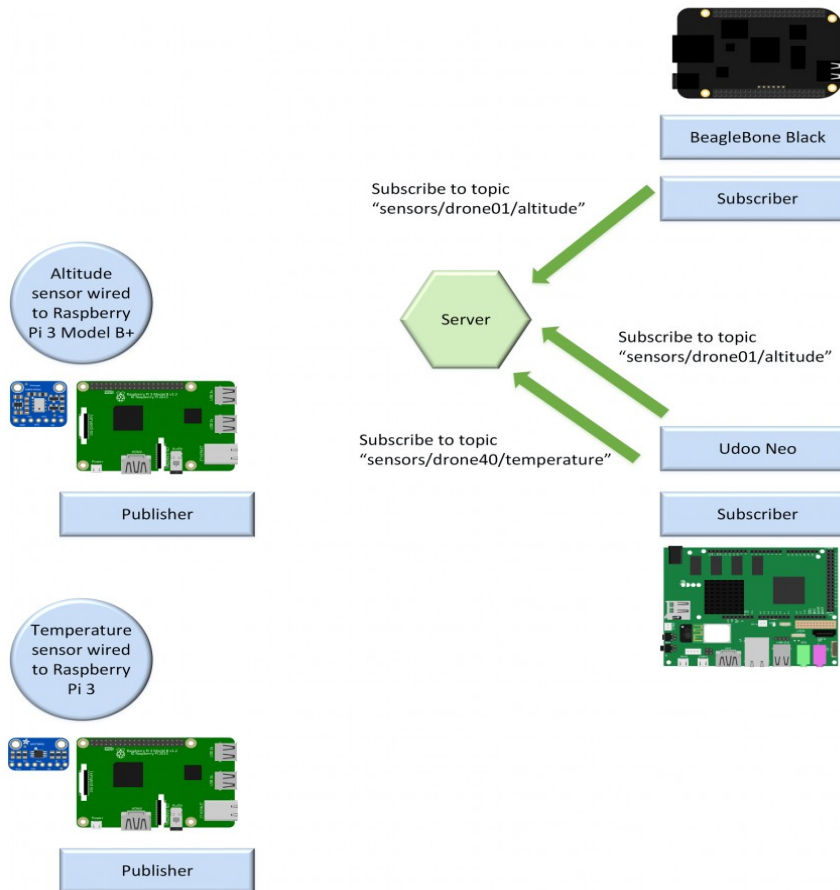 BeagleBone Black
Subscribe to topic
“sensors/drone01/altitude”
Subscriber
Altitude
sensor wired
to Raspberry
Pi 3 Model B+
Server
Subscribe to topic
“sensors/drone01/altitude”
Subscribe to topic
“sensors/drone40/temperature”
Udoo Neo
Publisher
Subscriber
Temperature
sensor wired
to Raspberry
Pi 3
Publisher